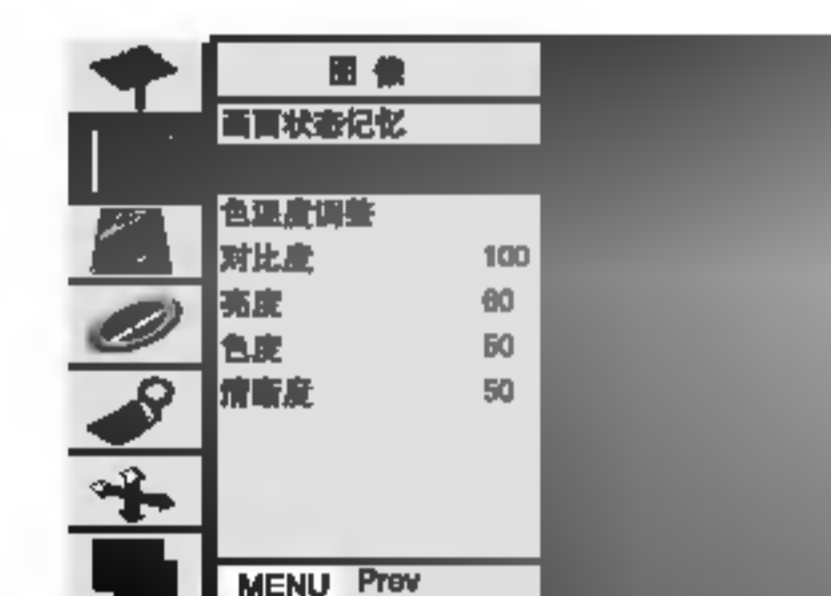 图 像
画面状态记忆
色温度调整
对比度 100
亮度 60
色度 50
清晰度 50
MENU Prev